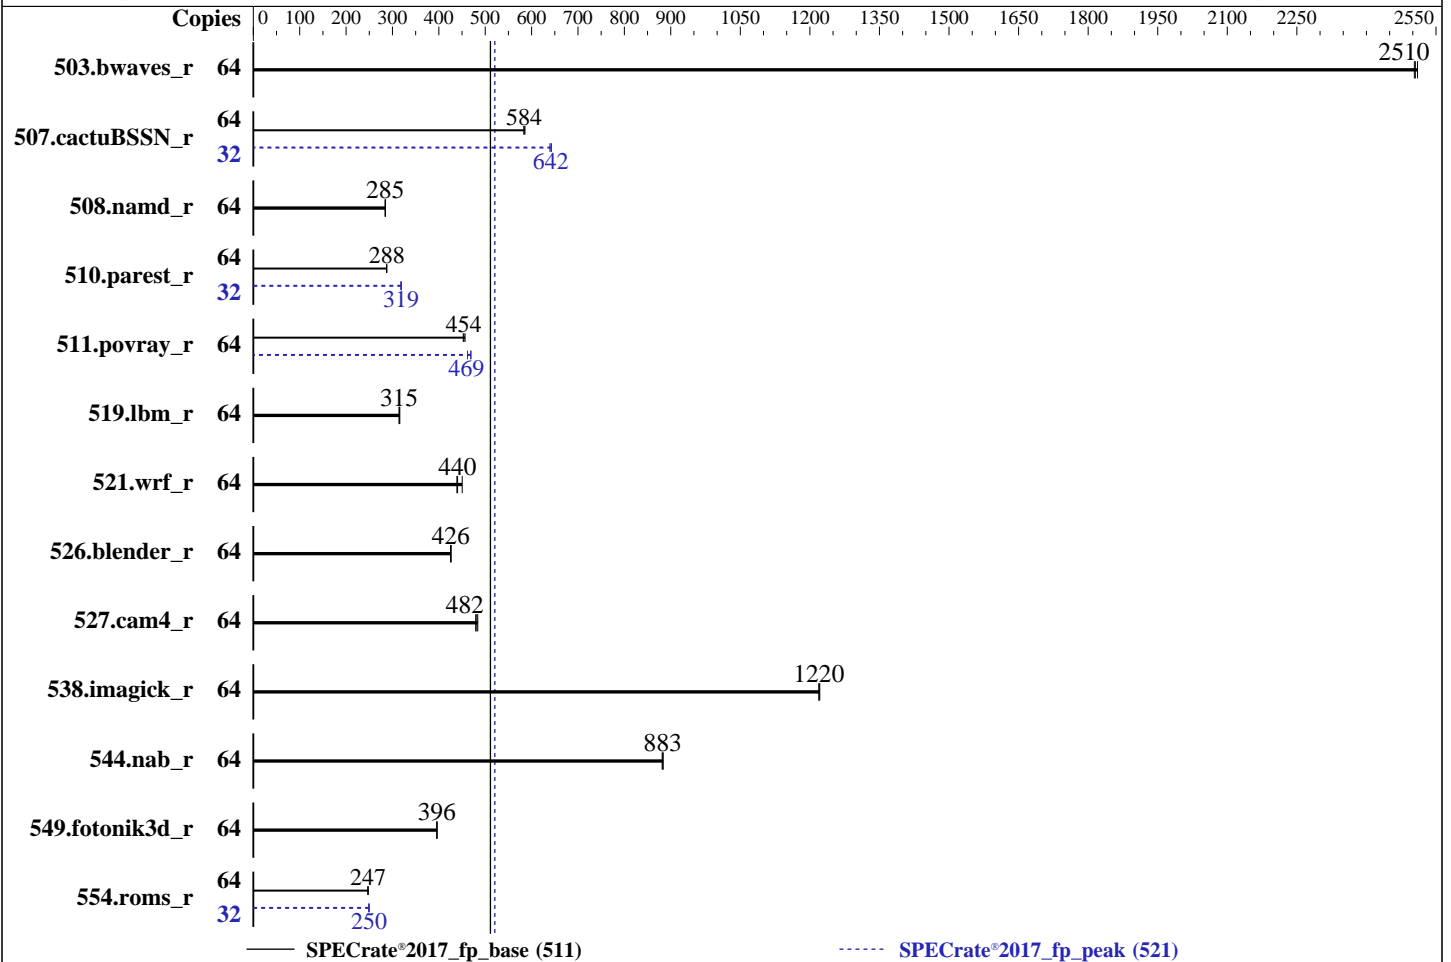 Copies 0 100 200 300 400 500 600 700 800 900 1050 1200 1350 1500 1650 1800 1950 2100 2250 2550
503.bwaves_r 64 2510
507.cactuBSSN_r 64 584
32 642
508.namd_r 64 285
510.parest_r 64 288
32 319
511.povray_r 64 454
469
519.lbm_r 64 315
521.wrf_r 64 440
526.blender_r 64 426
527.cam4_r 64 482
538.imagick_r 64 1220
544.nab_r 64 883
549.fotonik3d_r 64 396
554.roms_r 64 247
32 250
SPECrate®2017_fp_base (511) SPECrate®2017_fp_peak (521)